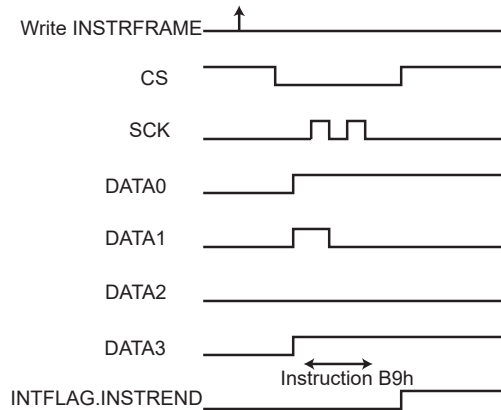 Write INSTRFRAME
CS
SCK
DATA0
DATA1
DATA2
DATA3
Instruction B9h
INTFLAG.INSTREND